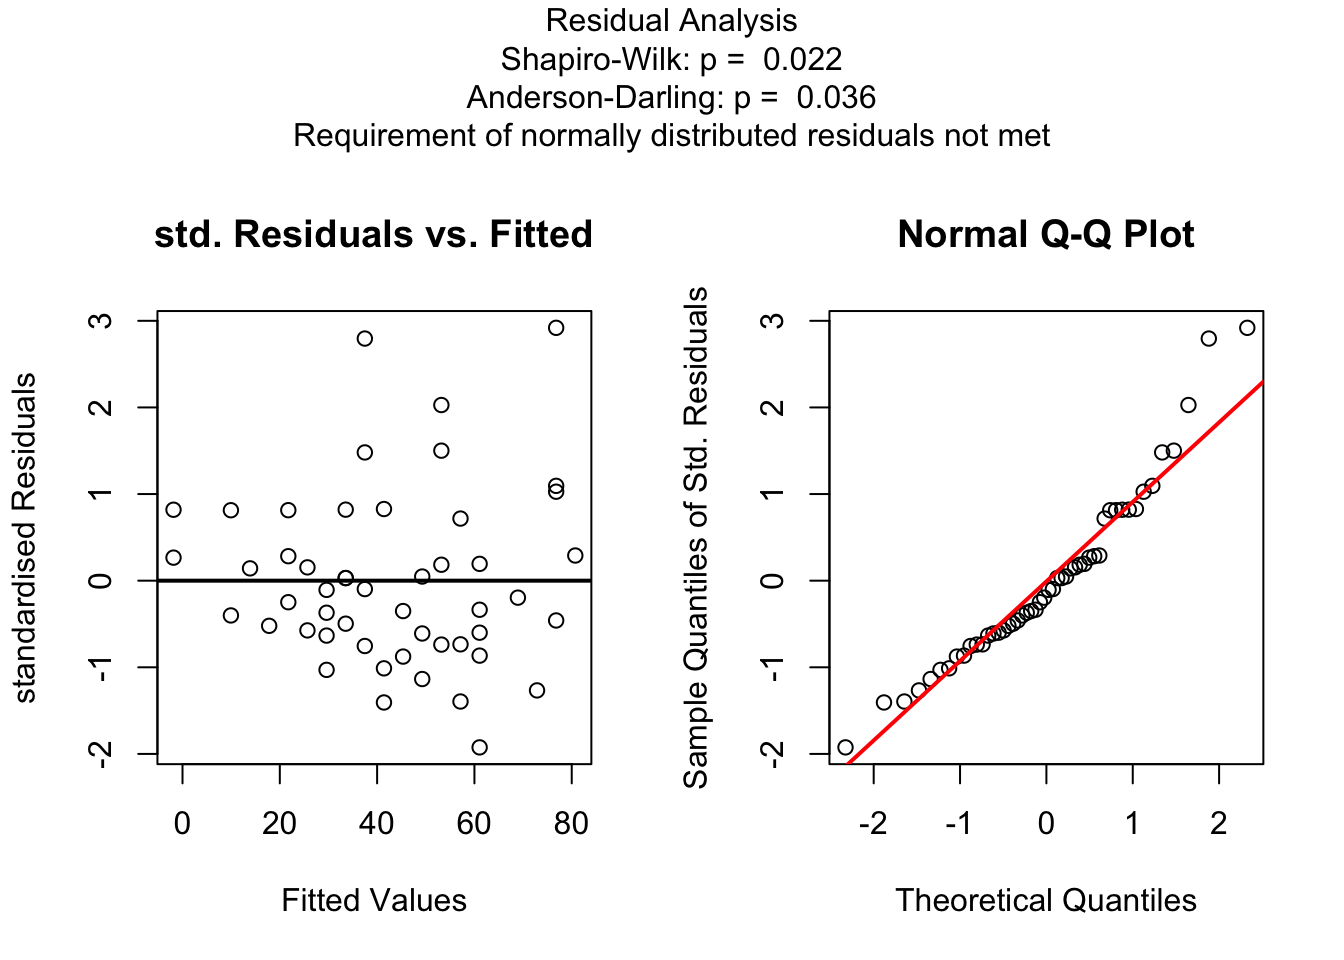 Residual Analysis
Shapiro-Wilk: p =  0.022
Anderson-Darling: p =  0.036
Requirement of normally distributed residuals not met
std. Residuals vs. Fitted
standardised Residuals
3
2
1
0
-1
-2
0 20 40 60 80
Fitted Values
Normal Q-Q Plot
Sample Quantiles of Std. Residuals
3
2
1
0
-1
-2
-2 -1 0 1 2
Theoretical Quantiles